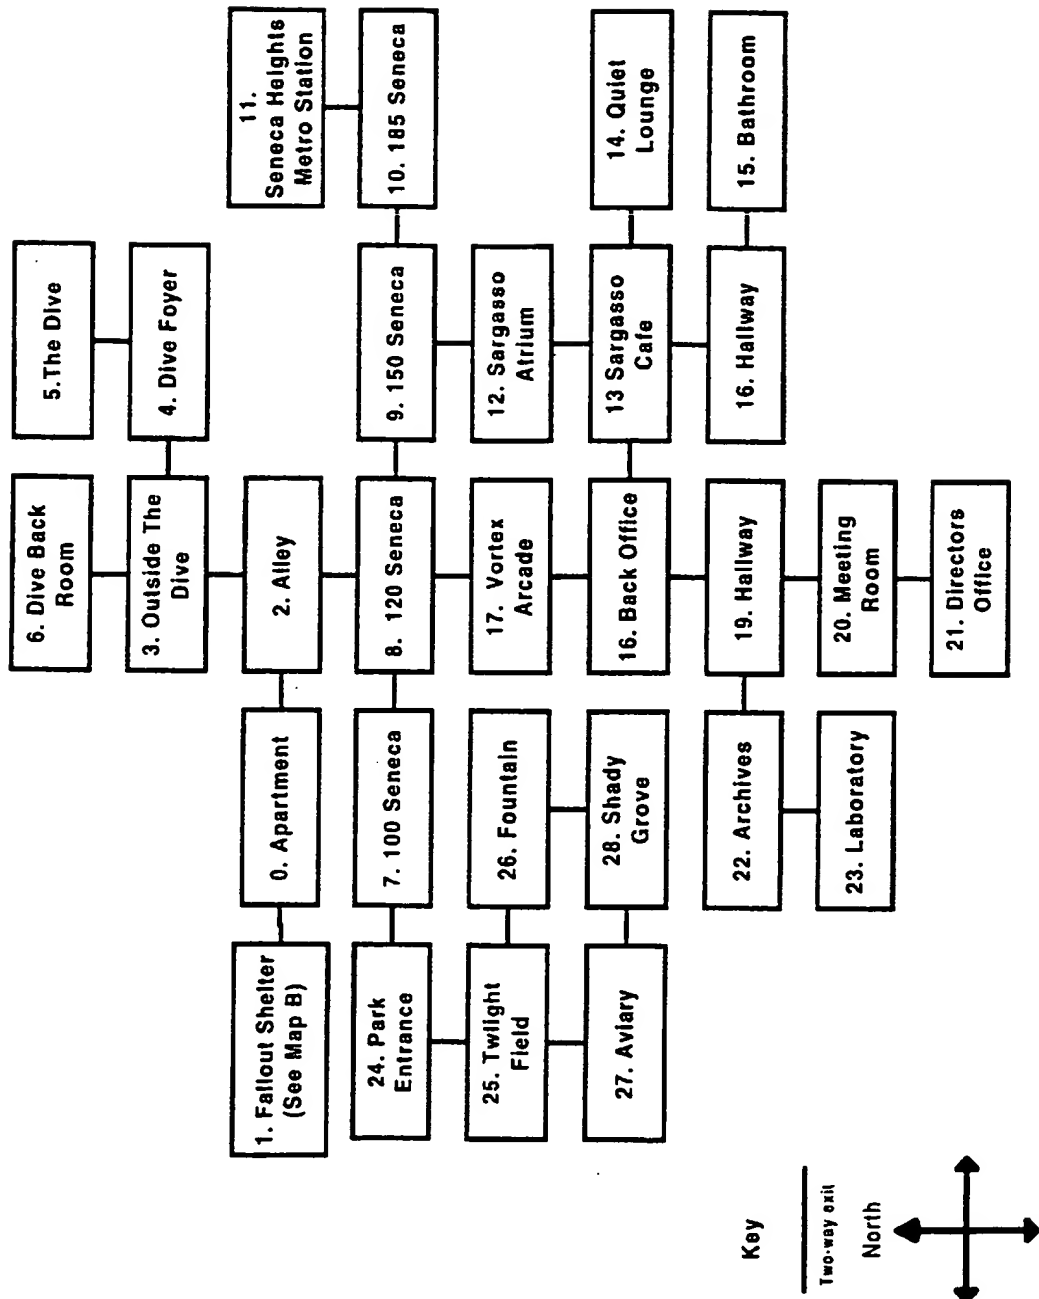 11.
Seneca Heights
Metro Station
10. 185 Seneca
14. Quiet
Lounge
15. Bathroom
5.The Dive
4. Dive Foyer
9. 150 Seneca
12. Sargasso
Atrium
13 Sargasso
Cafe
16. Hallway
6. Dive Back
Room
3. Outside The
Dive
2. Alley
8. 120 Seneca
17. Vortex
Arcade
16. Back Office
19. Hallway
20. Meeting
Room
21. Directors
Office
0. Apartment
7. 100 Seneca
26. Fountain
28. Shady
Grove
22. Archives
23. Laboratory
1. Fallout Shelter
(See Map B)
24. Park
Entrance
25. Twilight
Field
27. Aviary
Key
Two-way exit
North